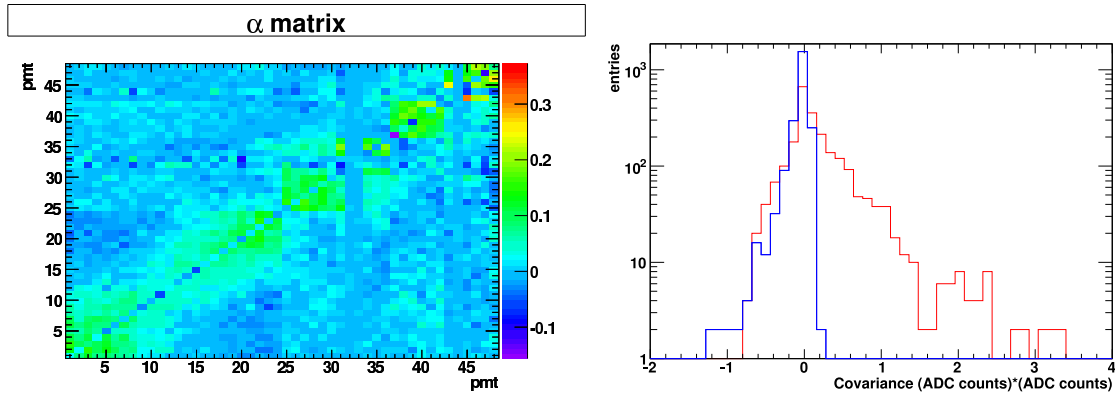 α matrix
pmt
45
40
35
30
25
20
15
10
5
5 10 15 20 25 30 35 40 45
pmt
0.3
0.2
0.1
0
-0.1
entries
10³
10²
10
1
-2 -1 0 1 2 3 4
Covariance (ADC counts)*(ADC counts)